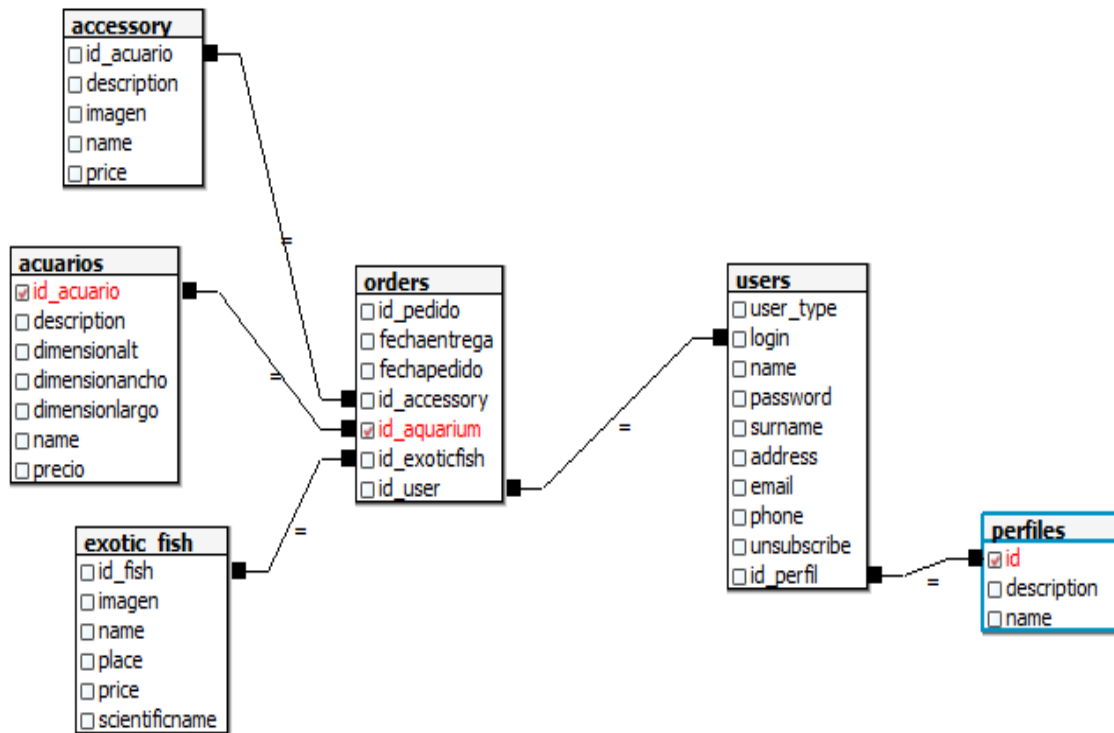 accessory
id_acuario
description
imagen
name
price
acuarios
id_acuario
description
dimensionalt
dimensionancho
dimensionlargo
name
precio
exotic_fish
id_fish
imagen
name
place
price
scientificname
orders
id_pedido
fechaentrega
fechapedido
id_accessory
id_aquarium
id_exoticfish
id_user
users
user_type
login
name
password
surname
address
email
phone
unsubscribe
id_perfil
perfiles
id
description
name
=
=
=
=
=